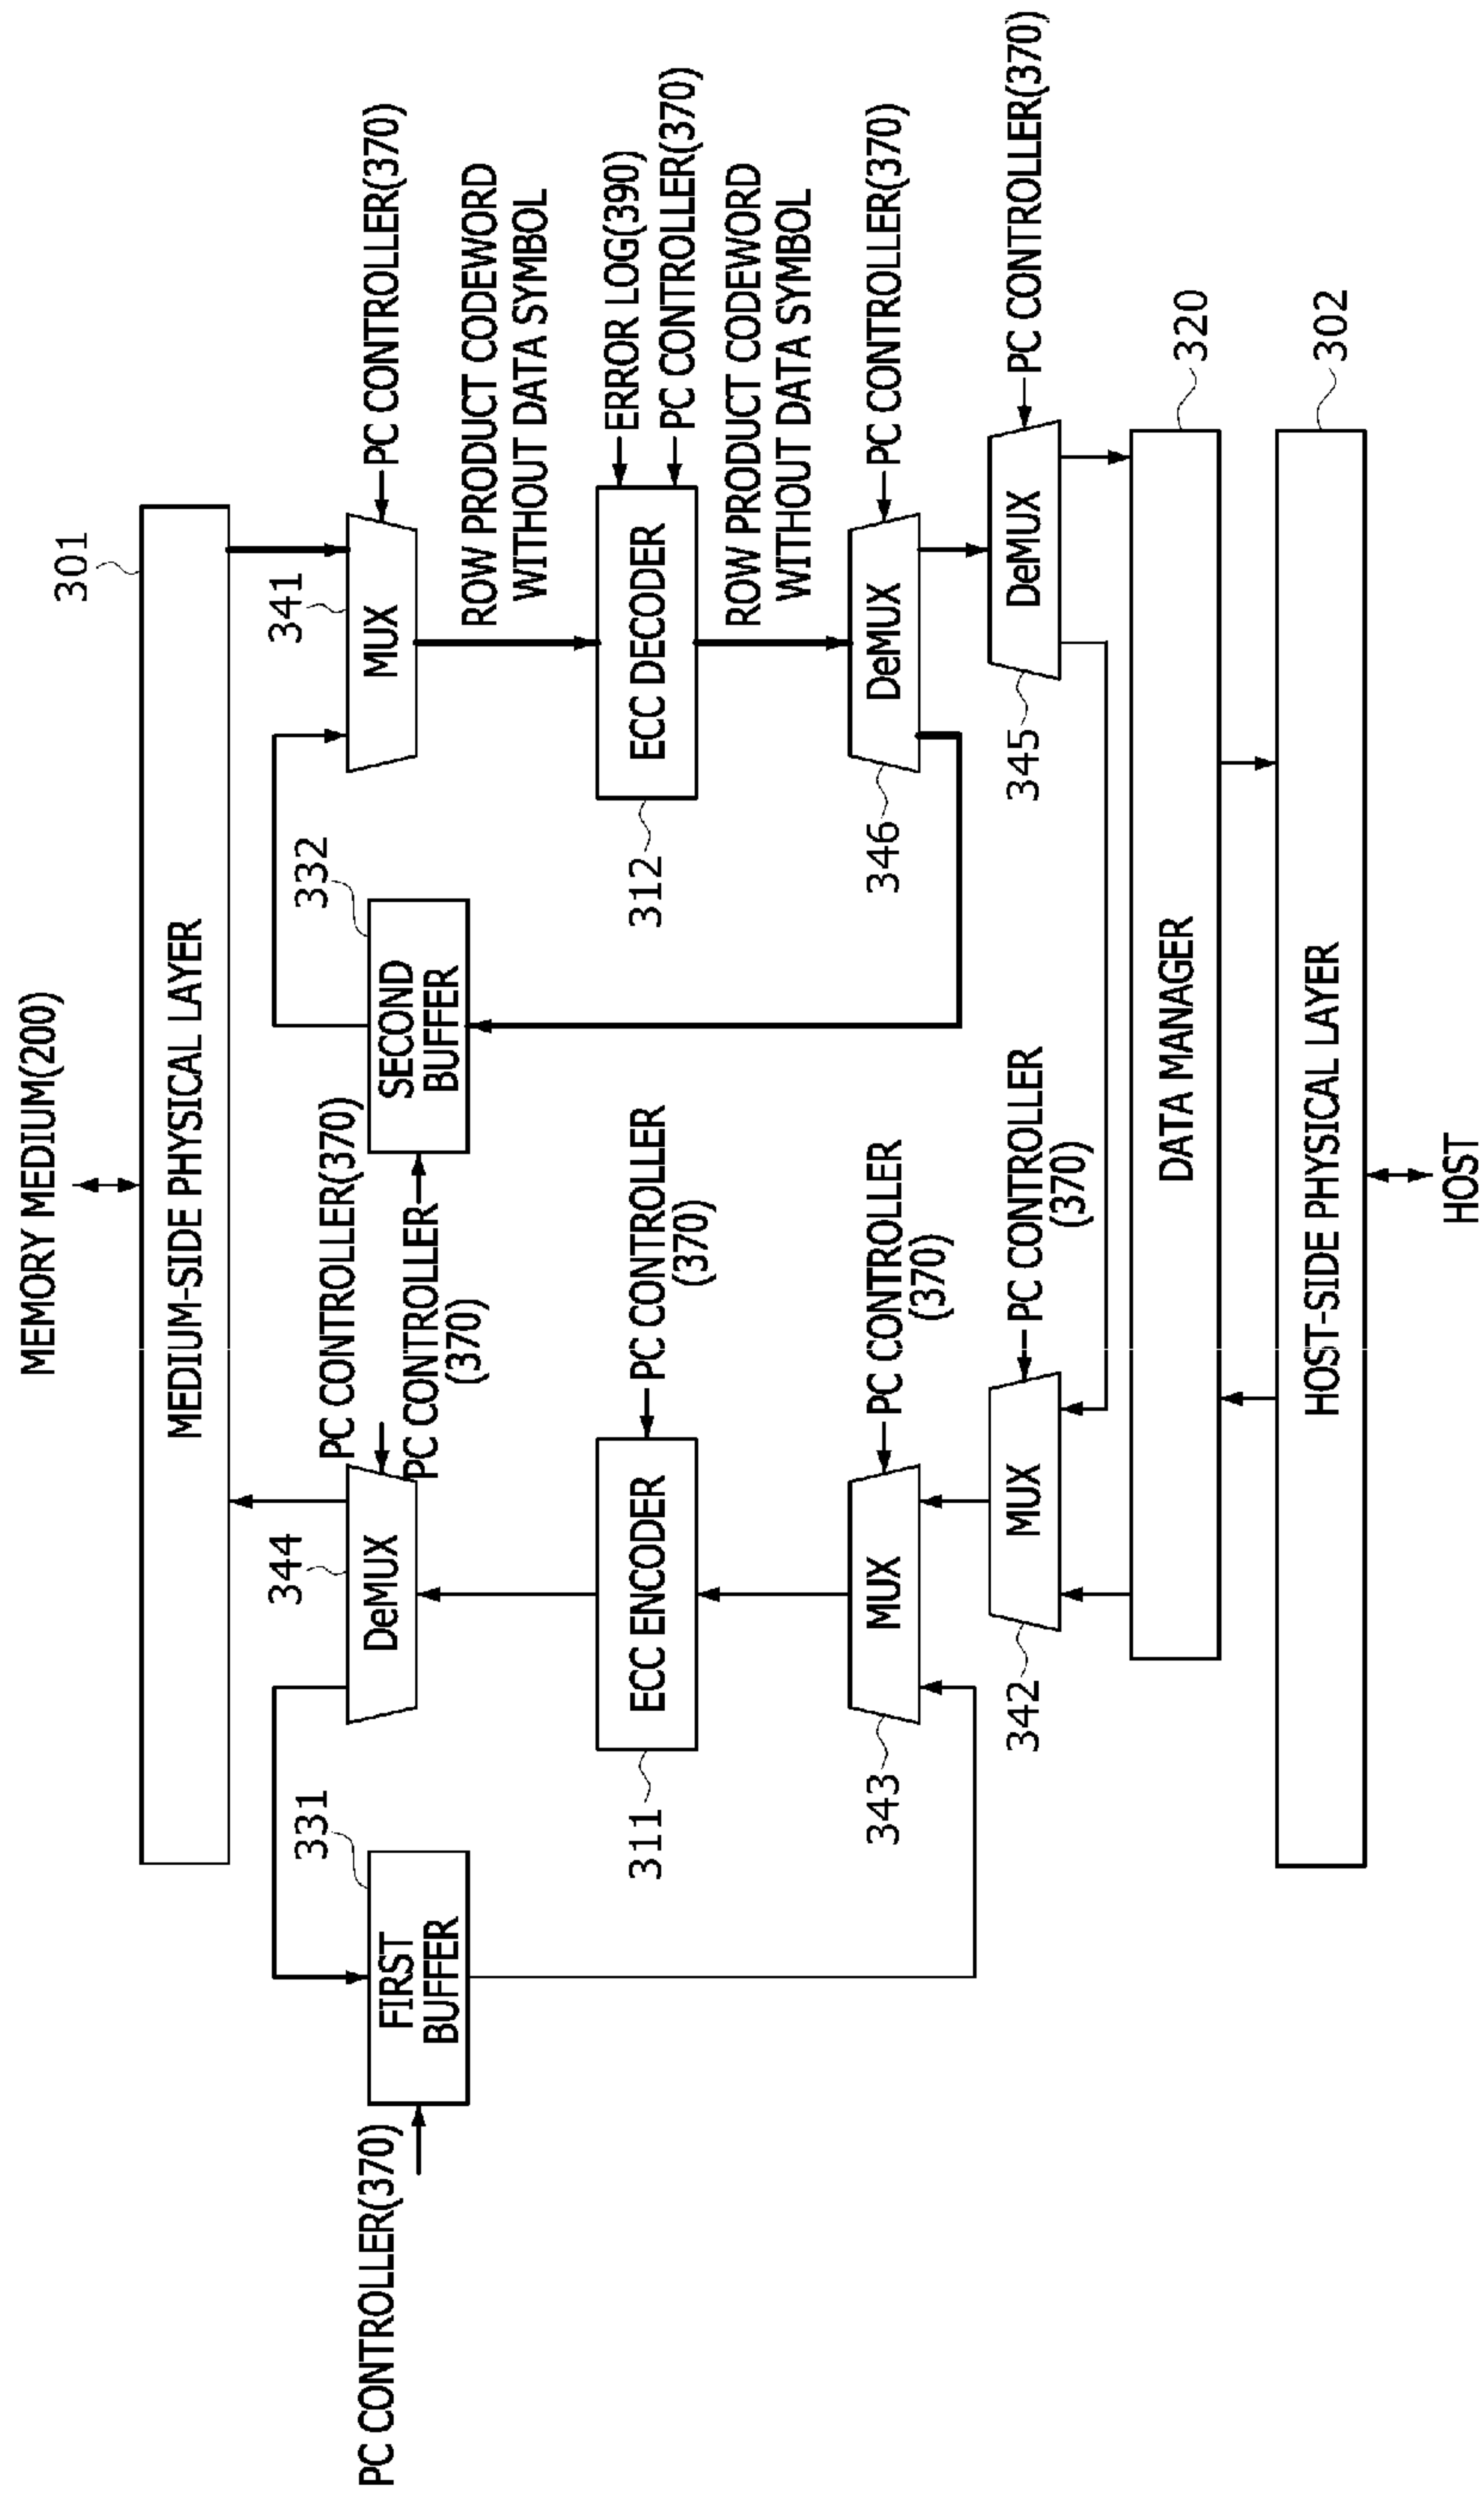 MEMORY MEDIUM(200)
301
MEDIUM-SIDE PHYSICAL LAYER
344
341
331
332
PC CONTROLLER(370)
PC CONTROLLER(370)
PC CONTROLLER(370)
DeMUX
MUX
FIRST
BUFFER
PC CONTROLLER
(370)
SECOND
BUFFER
ROW PRODUCT CODEWORD
WITHOUT DATA SYMBOL
311
ECC ENCODER
PC CONTROLLER
(370)
312
ECC DECODER
ERROR LOG(390)
PC CONTROLLER(370)
ROW PRODUCT CODEWORD
WITHOUT DATA SYMBOL
343
MUX
PC CONTROLLER
(370)
346
DeMUX
PC CONTROLLER(370)
342
MUX
PC CONTROLLER
(370)
345
DeMUX
PC CONTROLLER(370)
DATA MANAGER
320
HOST-SIDE PHYSICAL LAYER
302
HOST